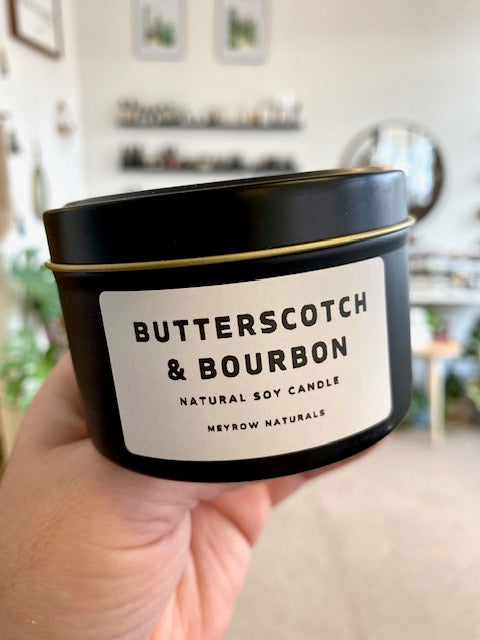 BUTTERSCOTCH
& BOURBON
NATURAL SOY CANDLE
MEYROW NATURALS